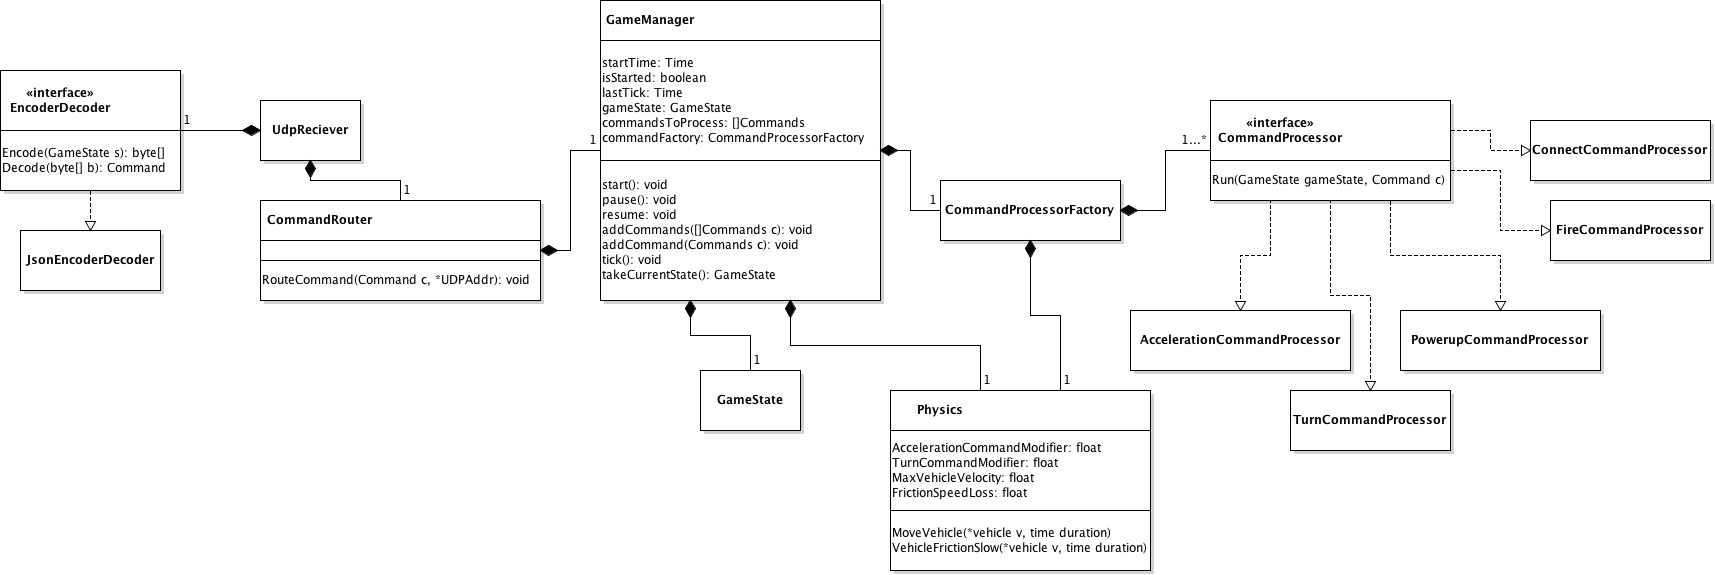 «interface»
EncoderDecoder
Encode(GameState s): byte[]
Decode(byte[] b): Command
1
JsonEncoderDecoder
UdpReciever
1
CommandRouter
RouteCommand(Command c, *UDPAddr): void
1
GameManager
startTime: Time
isStarted: boolean
lastTick: Time
gameState: GameState
commandsToProcess: []Commands
commandFactory: CommandProcessorFactory
start(): void
pause(): void
resume(): void
addCommands([]Commands c): void
addCommand(Commands c): void
tick(): void
takeCurrentState(): GameState
1
GameState
1
CommandProcessorFactory
1
1
Physics
AccelerationCommandModifier: float
TurnCommandModifier: float
MaxVehicleVelocity: float
FrictionSpeedLoss: float
MoveVehicle(*vehicle v, time duration)
VehicleFrictionSlow(*vehicle v, time duration)
1...*
«interface»
CommandProcessor
Run(GameState gameState, Command c)
ConnectCommandProcessor
FireCommandProcessor
AccelerationCommandProcessor
PowerupCommandProcessor
TurnCommandProcessor